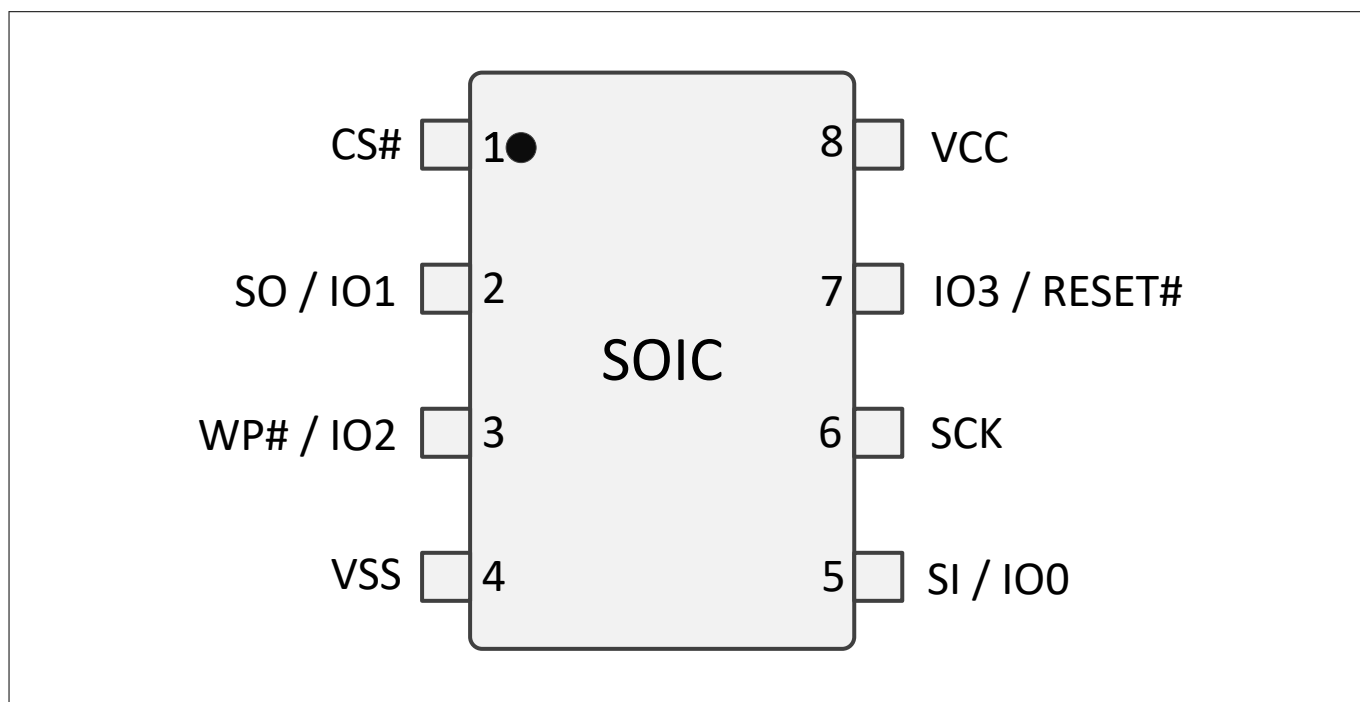 CS# 1 8 VCC
SO / IO1 2 7 IO3 / RESET#
SOIC
WP# / IO2 3 6 SCK
VSS 4 5 SI / IO0